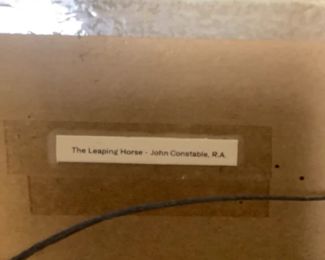 The Leaping Horse - John Constable, R.A.